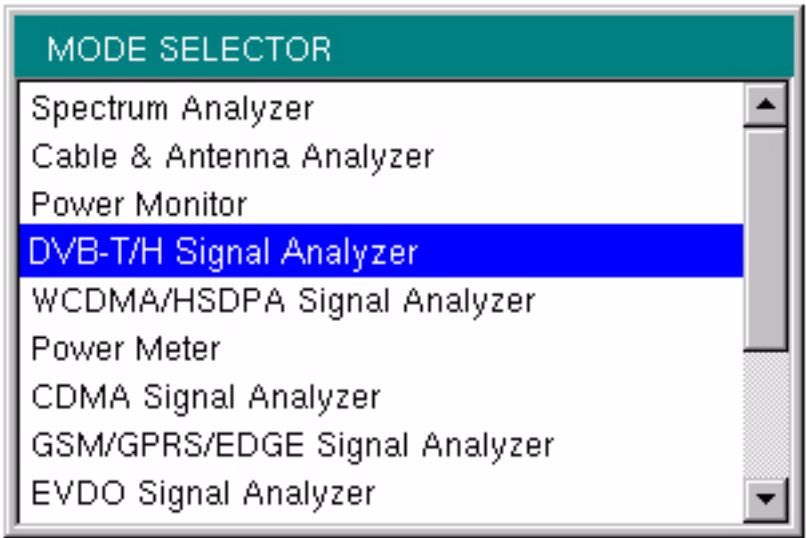 MODE SELECTOR
Spectrum Analyzer
Cable & Antenna Analyzer
Power Monitor
DVB-T/H Signal Analyzer
WCDMA/HSDPA Signal Analyzer
Power Meter
CDMA Signal Analyzer
GSM/GPRS/EDGE Signal Analyzer
EVDO Signal Analyzer